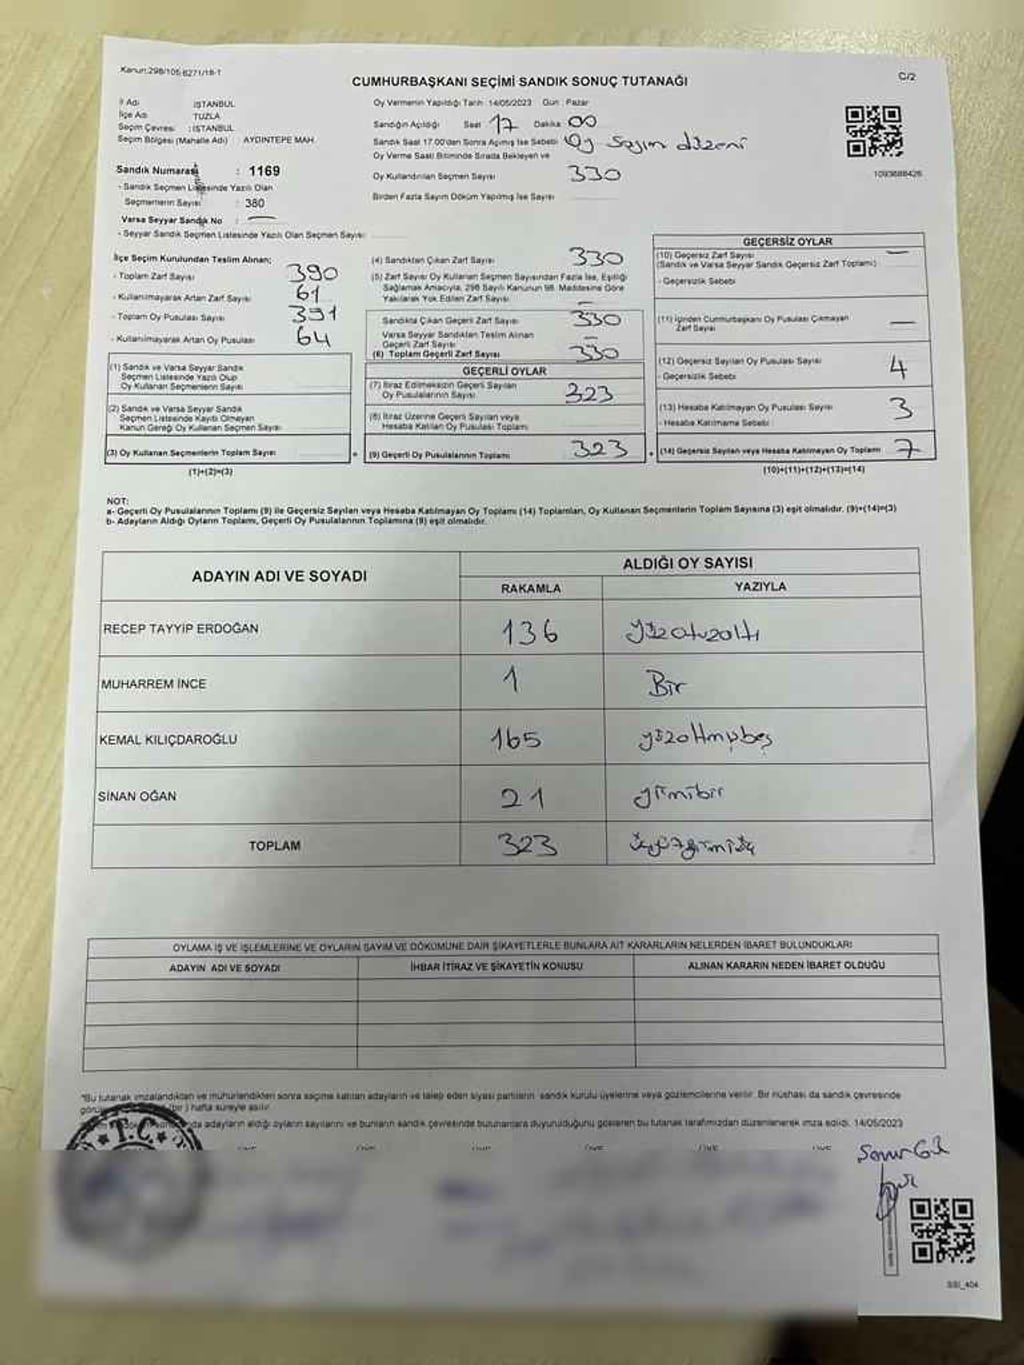 Kanun:298/105,6271/18-1
C/2
CUMHURBAŞKANI SEÇİMİ SANDIK SONUÇ TUTANAĞI
İl Adı : İSTANBUL
İlçe Adı : TUZLA
Seçim Çevresi : İSTANBUL
Seçim Bölgesi (Mahalle Adı) : AYDINTEPE MAH.
Sandık Numarası : 1169
- Sandık Seçmen Listesinde Yazılı Olan
Seçmenlerin Sayısı : 380
Varsa Seyyar Sandık No : —
- Seyyar Sandık Seçmen Listesinde Yazılı Olan Seçmen Sayısı
Oy Vermenin Yapıldığı Tarih : 14/05/2023 Gün : Pazar
Sandığın Açıldığı Saat 17 Dakika 00
Sandık Saat 17.00'den Sonra Açılmış İse Sebebi Oy Sayım düzeni
Oy Verme Saati Bitiminde Sırada Bekleyen ve
Oy Kullandırılan Seçmen Sayısı 330
Birden Fazla Sayım Döküm Yapılmış İse Sayısı
1093688426
İlçe Seçim Kurulundan Teslim Alınan;
- Toplam Zarf Sayısı 390
- Kullanılmayarak Artan Zarf Sayısı 61
- Toplam Oy Pusulası Sayısı 391
- Kullanılmayarak Artan Oy Pusulası 64
(1) Sandık ve Varsa Seyyar Sandık
Seçmen Listesinde Yazılı Olup
Oy Kullanan Seçmenlerin Sayısı
(2) Sandık ve Varsa Seyyar Sandık
Seçmen Listesinde Kayıtlı Olmayan
Kanun Gereği Oy Kullanan Seçmen Sayısı
(3) Oy Kullanan Seçmenlerin Toplam Sayısı
(1)+(2)=(3)
(4) Sandıktan Çıkan Zarf Sayısı 330
(5) Zarf Sayısı Oy Kullanan Seçmen Sayısından Fazla İse, Eşitliği
Sağlamak Amacıyla, 298 Sayılı Kanunun 98. Maddesine Göre
Yakılarak Yok Edilen Zarf Sayısı —
Sandıkta Çıkan Geçerli Zarf Sayısı 330
Varsa Seyyar Sandıktan Teslim Alınan
Geçerli Zarf Sayısı —
(6) Toplam Geçerli Zarf Sayısı 330
GEÇERLİ OYLAR
(7) İtiraz Edilmeksizin Geçerli Sayılan
Oy Pusulalarının Sayısı 323
(8) İtiraz Üzerine Geçerli Sayılan veya
Hesaba Katılan Oy Pusulası Toplamı
(9) Geçerli Oy Pusulalarının Toplamı 323
GEÇERSİZ OYLAR
(10) Geçersiz Zarf Sayısı —
(Sandık ve Varsa Seyyar Sandık Geçersiz Zarf Toplamı)
- Geçersizlik Sebebi
(11) İçinden Cumhurbaşkanı Oy Pusulası Çıkmayan
Zarf Sayısı —
(12) Geçersiz Sayılan Oy Pusulası Sayısı 4
- Geçersizlik Sebebi
(13) Hesaba Katılmayan Oy Pusulası Sayısı 3
- Hesaba Katılmama Sebebi
(14) Geçersiz Sayılan veya Hesaba Katılmayan Oy Toplamı 7
(10)+(11)+(12)+(13)=(14)
NOT:
a- Geçerli Oy Pusulalarının Toplamı (9) ile Geçersiz Sayılan veya Hesaba Katılmayan Oy Toplamı (14) Toplamları, Oy Kullanan Seçmenlerin Toplam Sayısına (3) eşit olmalıdır. (9)+(14)=(3)
b- Adayların Aldığı Oyların Toplamı, Geçerli Oy Pusulalarının Toplamına (9) eşit olmalıdır.
ADAYIN ADI VE SOYADI
ALDIĞI OY SAYISI
RAKAMLA YAZIYLA
RECEP TAYYİP ERDOĞAN 136 yüzotuzaltı
MUHARREM İNCE 1 Bir
KEMAL KILIÇDAROĞLU 165 yüzaltmışbeş
SİNAN OĞAN 21 yirmibir
TOPLAM 323 üçyüzyirmiüç
OYLAMA İŞ VE İŞLEMLERİNE VE OYLARIN SAYIM VE DÖKÜMÜNE DAİR ŞİKAYETLERLE BUNLARA AİT KARARLARIN NELERDEN İBARET BULUNDUKLARI
ADAYIN ADI VE SOYADI İHBAR İTİRAZ VE ŞİKAYETİN KONUSU ALINAN KARARIN NEDEN İBARET OLDUĞU
*Bu tutanak imzalandıktan ve mühürlendikten sonra seçime katılan adayların ve talep eden siyasi partilerin sandık kurulu üyelerine veya gözlemcilerine verilir. Bir nüshası da sandık çevresinde
(bir) hafta süreyle asılır.
adayların aldığı oyların sayılarını ve bunların sandık çevresinde bulunanlara duyurulduğunu gösteren bu tutanak tarafımızdan düzenlenerek imza edildi. 14/05/2023
T.C.
SSI_404